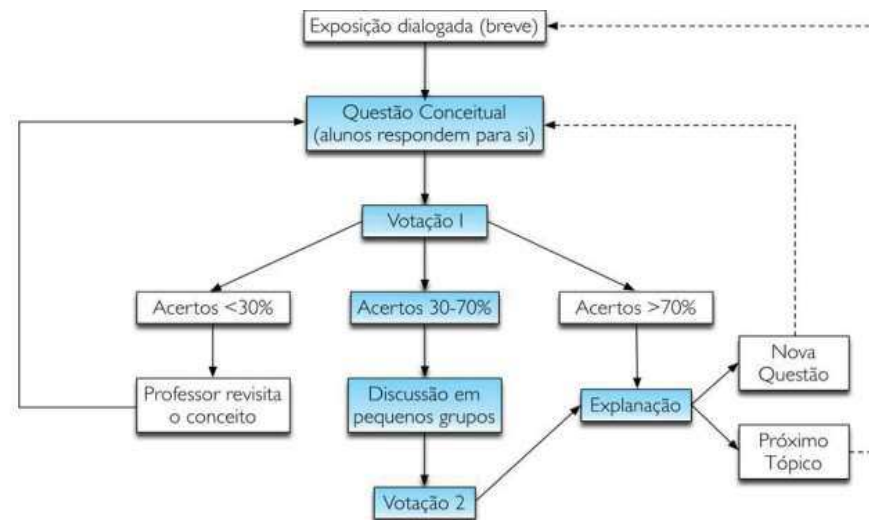 Exposição dialogada (breve)
Questão Conceitual
(alunos respondem para si)
Votação I
Acertos <30%
Acertos 30-70%
Acertos >70%
Professor revisita
o conceito
Discussão em
pequenos grupos
Explanação
Nova
Questão
Próximo
Tópico
Votação 2